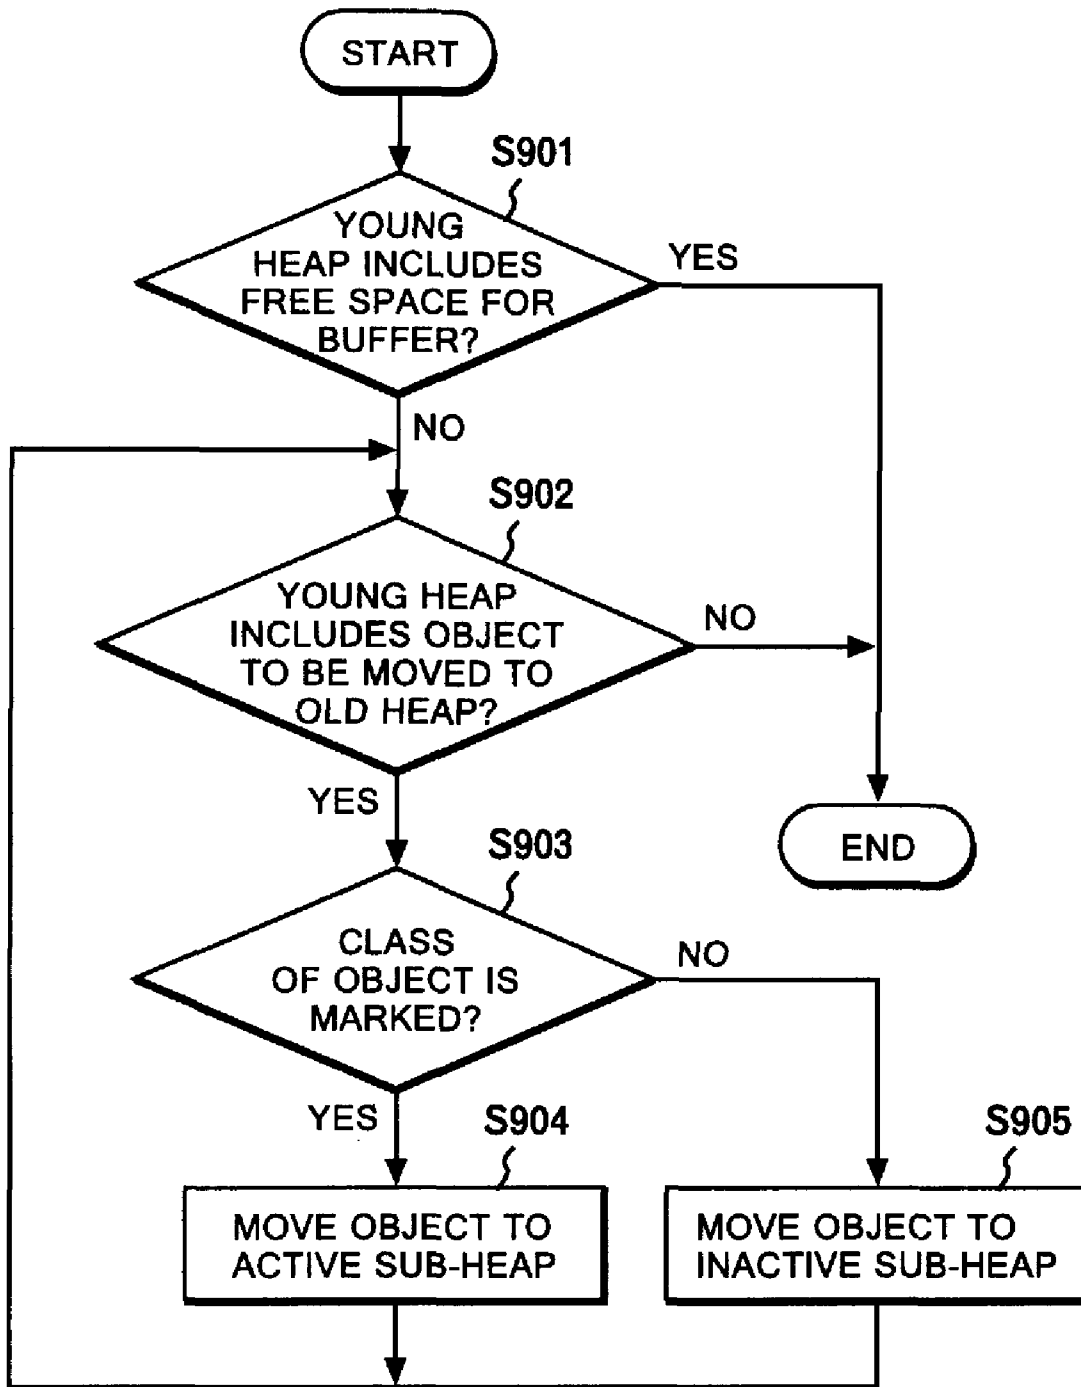 START
S901
YOUNG
HEAP INCLUDES
FREE SPACE FOR
BUFFER?
YES
NO
S902
YOUNG HEAP
INCLUDES OBJECT
TO BE MOVED TO
OLD HEAP?
NO
YES
END
S903
CLASS
OF OBJECT IS
MARKED?
NO
YES
S904
MOVE OBJECT TO
ACTIVE SUB-HEAP
S905
MOVE OBJECT TO
INACTIVE SUB-HEAP